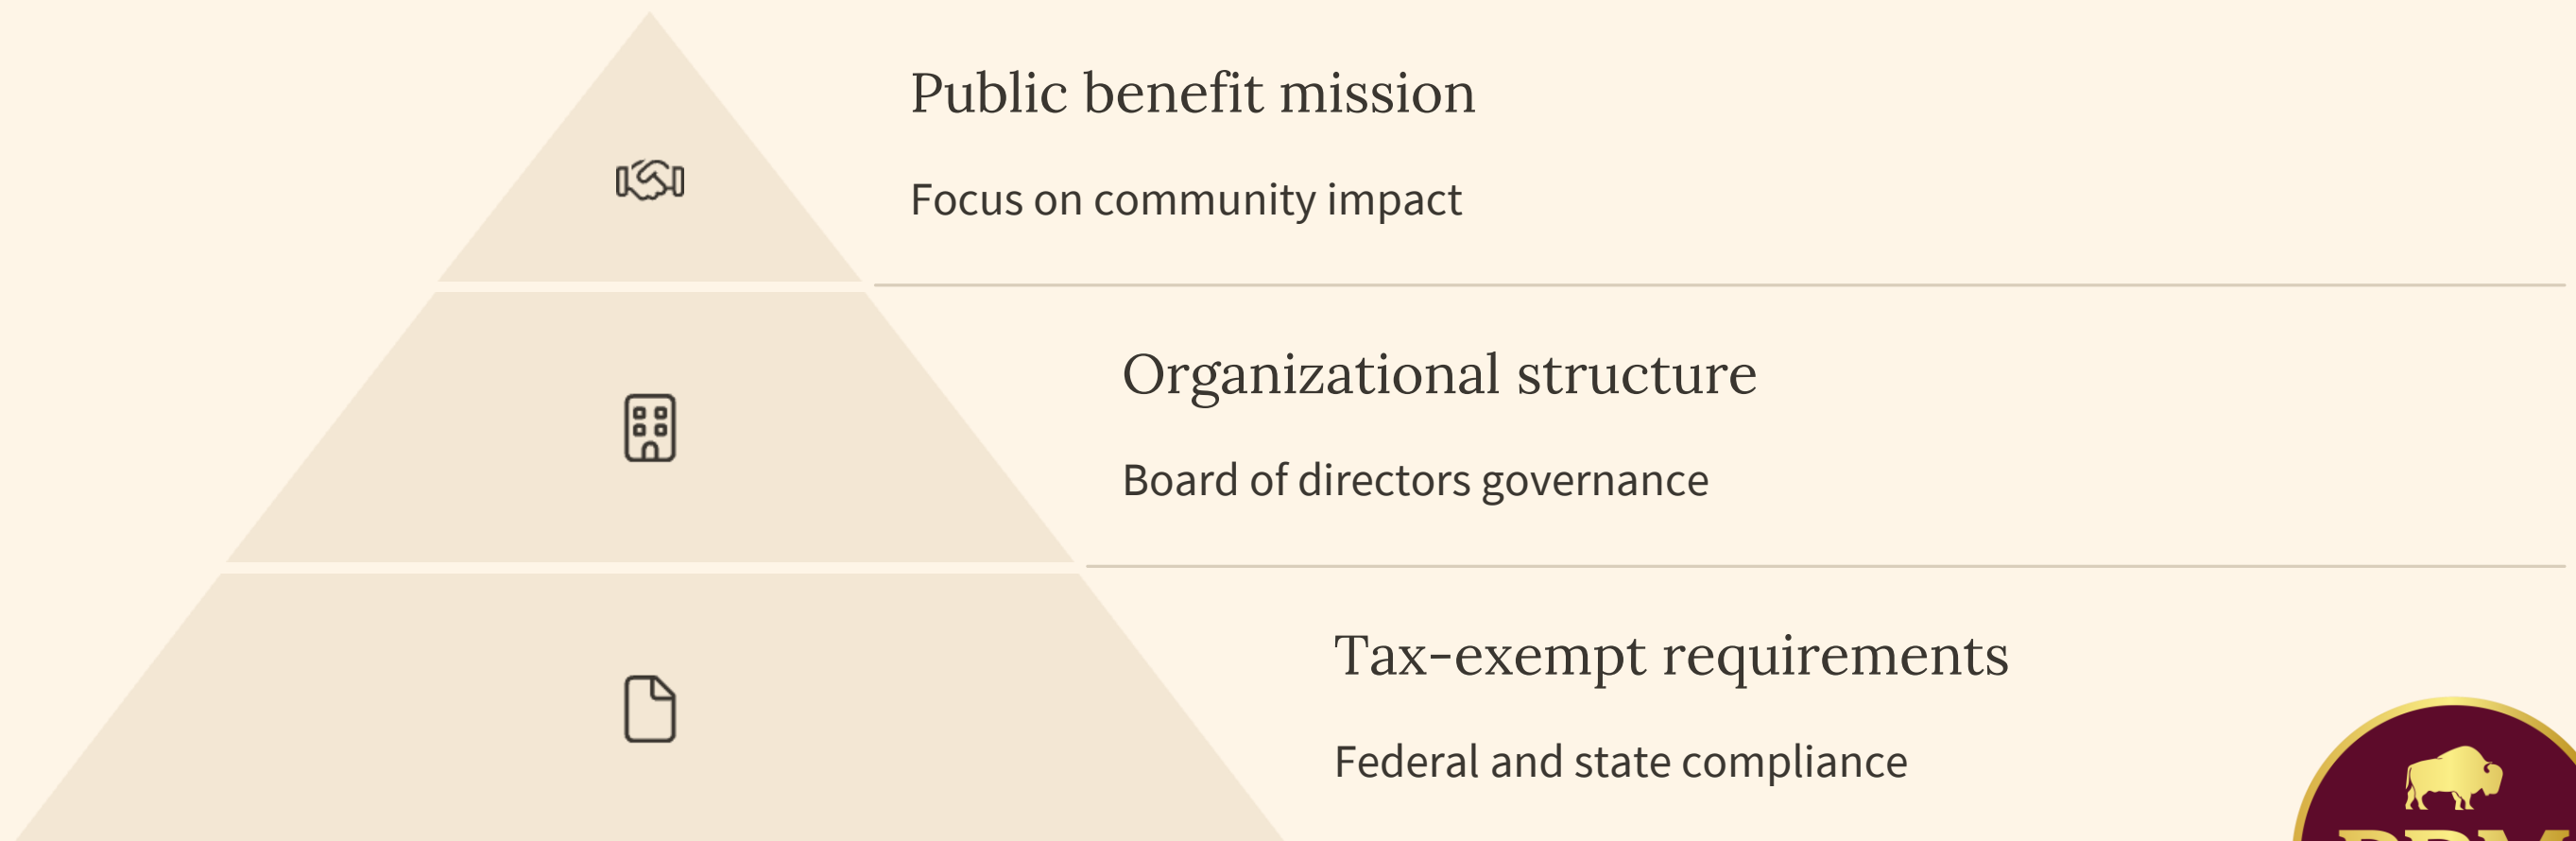 Public benefit mission
Focus on community impact
Organizational structure
Board of directors governance
Tax-exempt requirements
Federal and state compliance